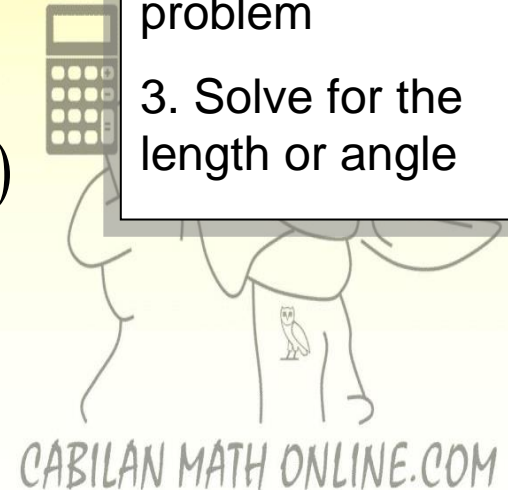 problem
3. Solve for the
length or angle
)
CABILAN MATH ONLINE.COM